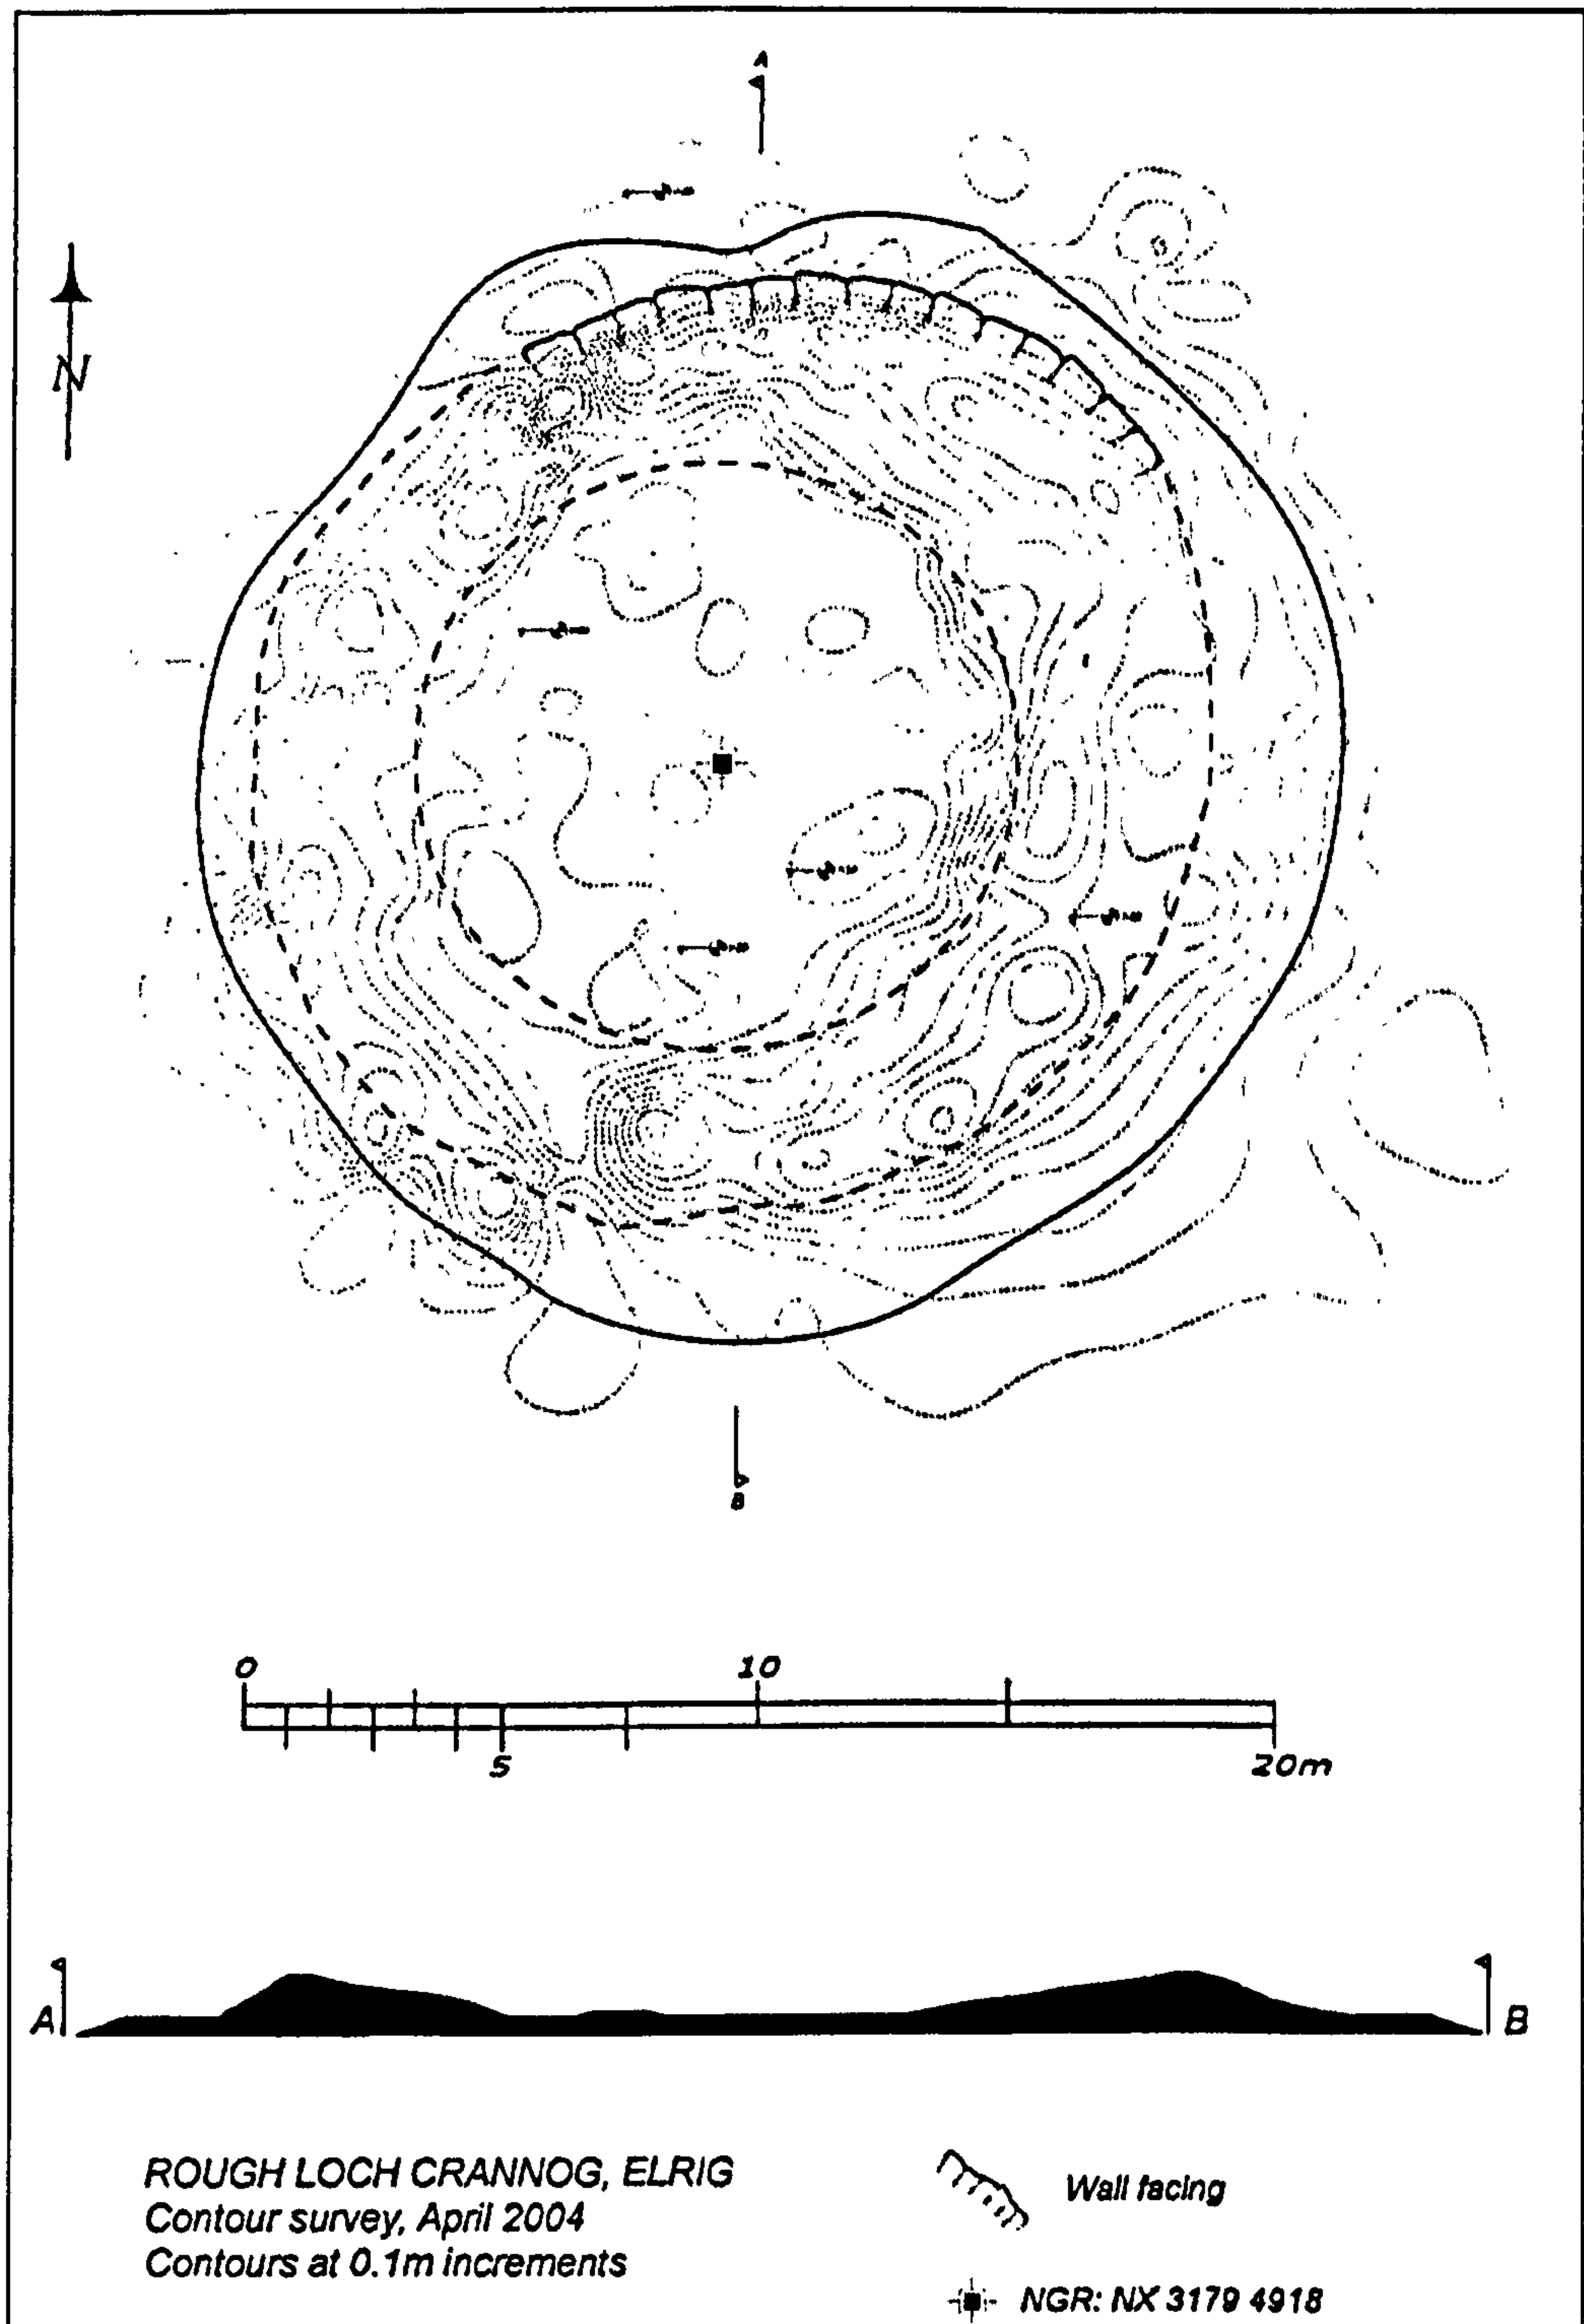 A
N
B
0 10
5 20m
A B
ROUGH LOCH CRANNOG, ELRIG
Contour survey, April 2004
Contours at 0.1m increments
Wall facing
NGR: NX 3179 4918